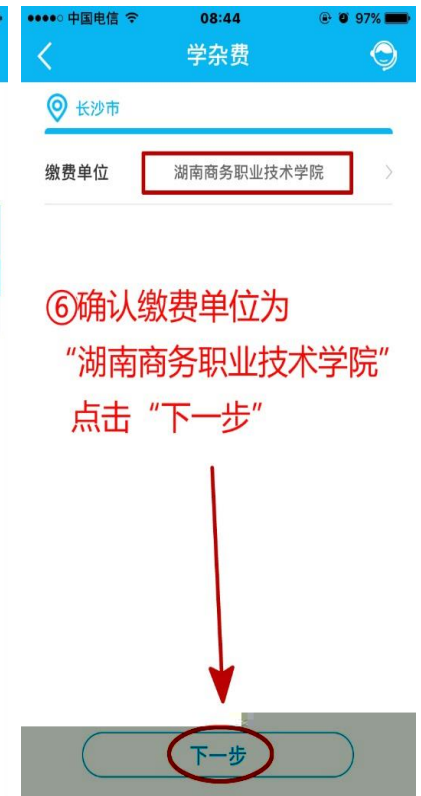 中国电信 08:44 97%
学杂费
长沙市
缴费单位 湖南商务职业技术学院
⑥确认缴费单位为
“湖南商务职业技术学院”
点击“下一步”
下一步